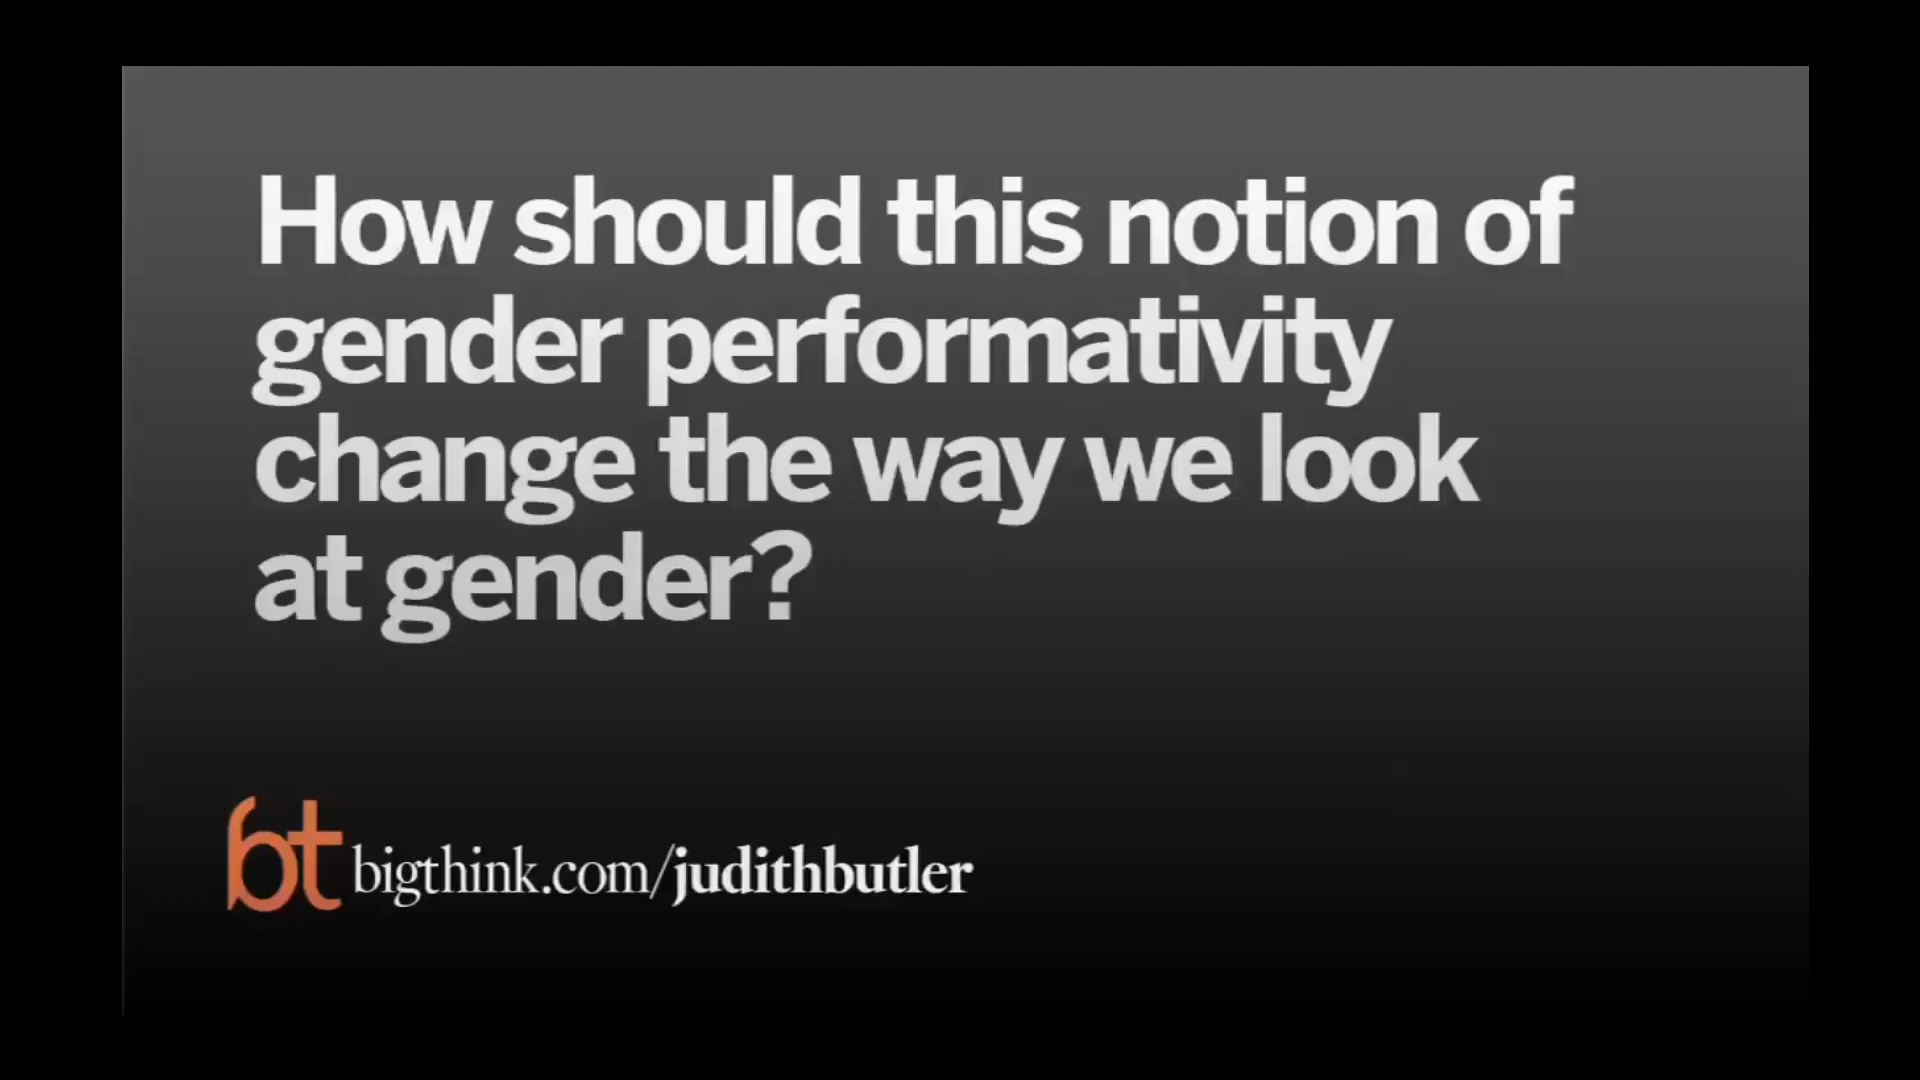 How should this notion of
gender performativity
change the way we look
at gender?
bt bigthink.com/judithbutler